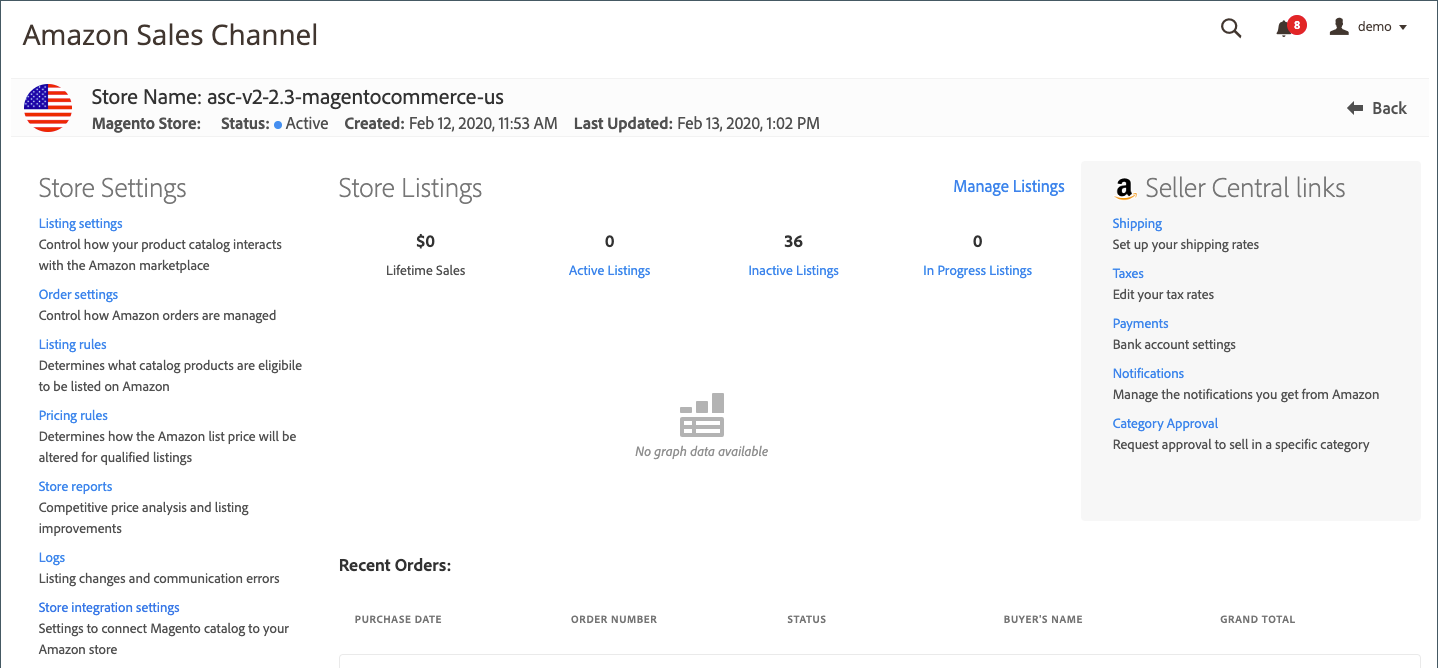 Amazon Sales Channel
8
demo
Store Name: asc-v2-2.3-magentocommerce-us
Magento Store: Status: Active Created: Feb 12, 2020, 11:53 AM Last Updated: Feb 13, 2020, 1:02 PM
Back
Store Settings
Listing settings
Control how your product catalog interacts
with the Amazon marketplace
Order settings
Control how Amazon orders are managed
Listing rules
Determines what catalog products are eligibile
to be listed on Amazon
Pricing rules
Determines how the Amazon list price will be
altered for qualified listings
Store reports
Competitive price analysis and listing
improvements
Logs
Listing changes and communication errors
Store integration settings
Settings to connect Magento catalog to your
Amazon store
Store Listings
Manage Listings
$0 0 36 0
Lifetime Sales Active Listings Inactive Listings In Progress Listings
No graph data available
a Seller Central links
Shipping
Set up your shipping rates
Taxes
Edit your tax rates
Payments
Bank account settings
Notifications
Manage the notifications you get from Amazon
Category Approval
Request approval to sell in a specific category
Recent Orders:
PURCHASE DATE ORDER NUMBER STATUS BUYER'S NAME GRAND TOTAL